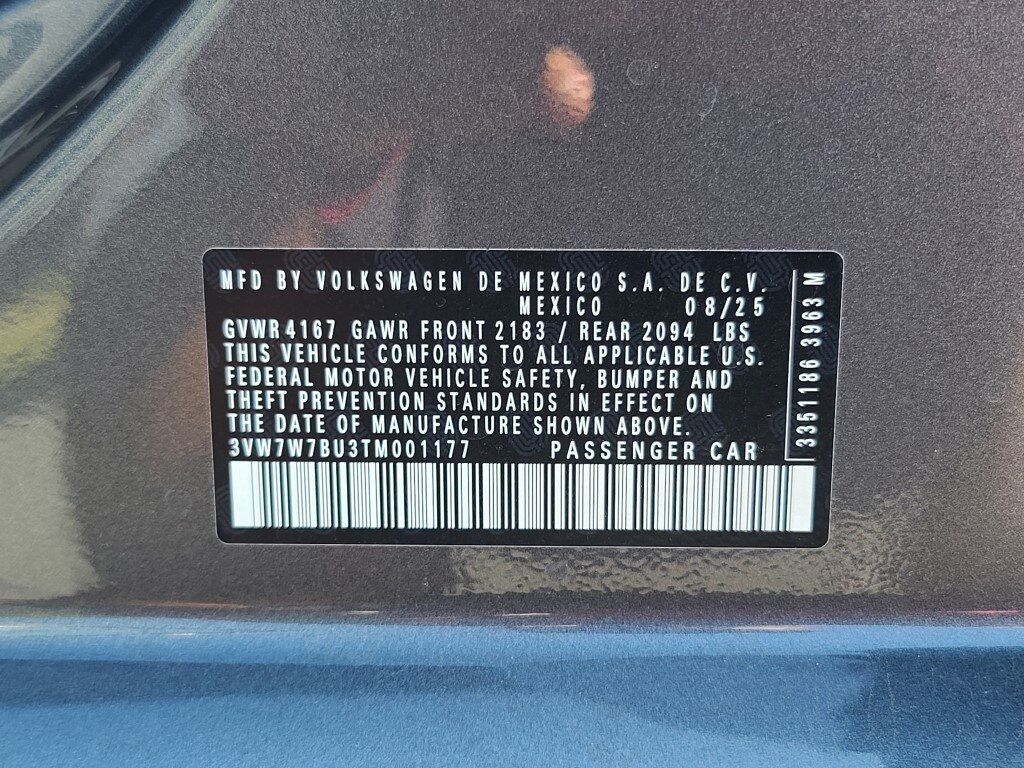 MFD BY VOLKSWAGEN DE MEXICO S.A. DE C.V.
MEXICO 08/25
GVWR 4167 GAWR FRONT 2183 / REAR 2094 LBS
THIS VEHICLE CONFORMS TO ALL APPLICABLE U.S.
FEDERAL MOTOR VEHICLE SAFETY, BUMPER AND
THEFT PREVENTION STANDARDS IN EFFECT ON
THE DATE OF MANUFACTURE SHOWN ABOVE.
3VW7W7BU3TM001177 PASSENGER CAR
3351186 3963 M